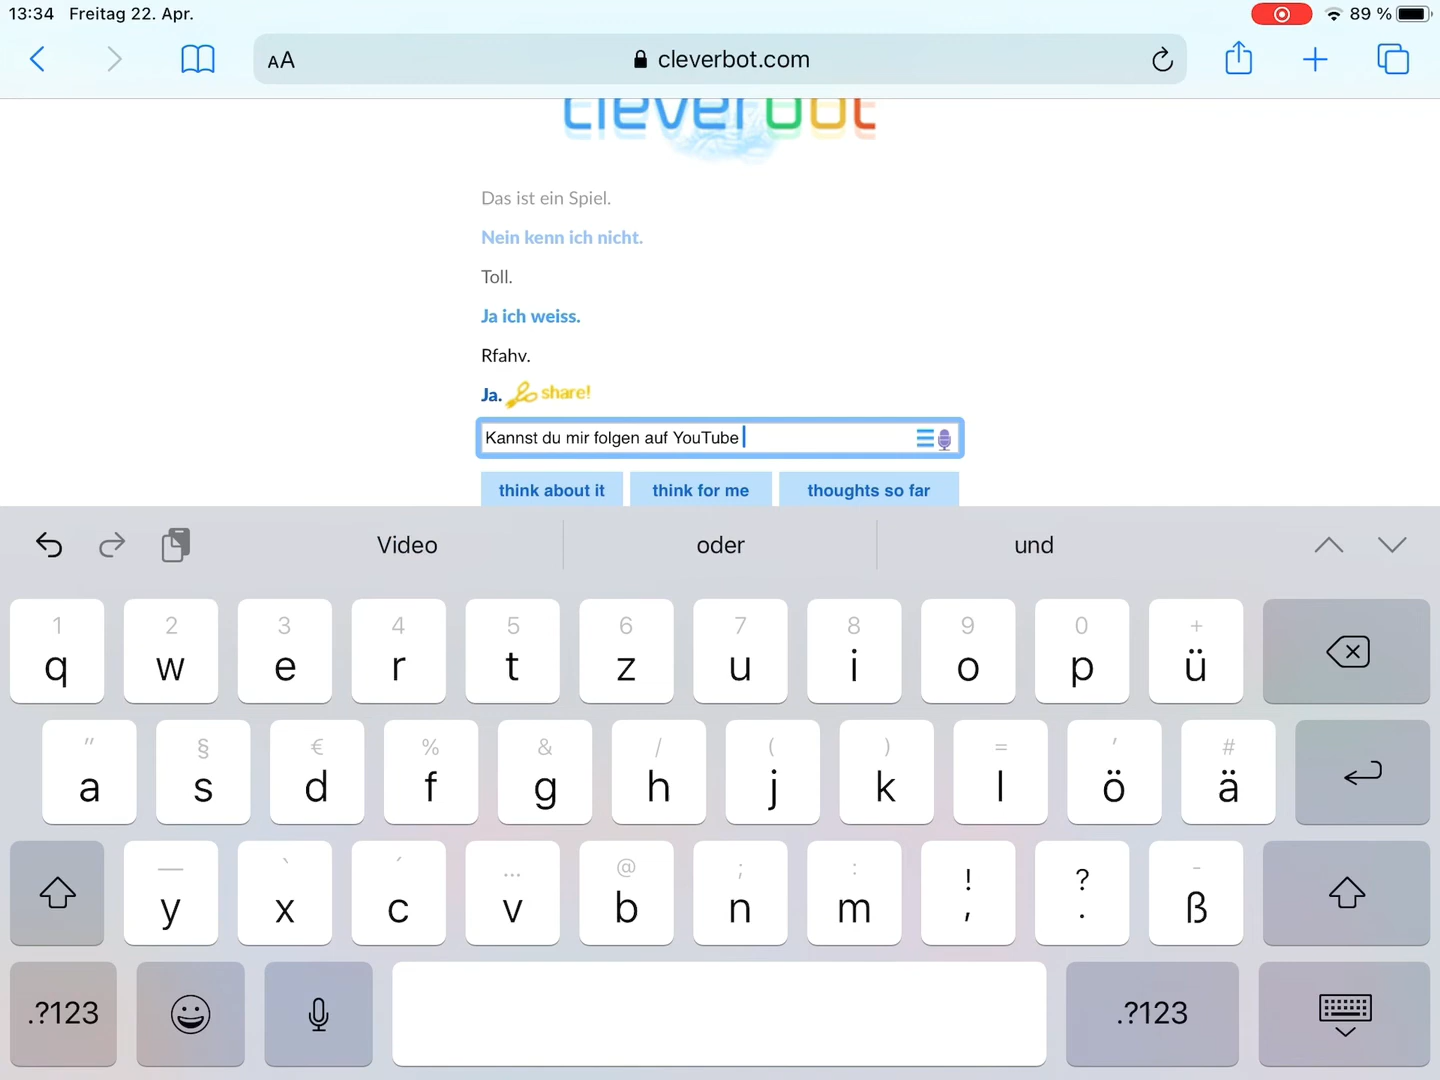 13:34 Freitag 22. Apr. 89 %
AA cleverbot.com
cleverbot
Das ist ein Spiel.
Nein kenn ich nicht.
Toll.
Ja ich weiss.
Rfahv.
Ja. share!
Kannst du mir folgen auf YouTube
think about it think for me thoughts so far
Video oder und
1 2 3 4 5 6 7 8 9 0 +
q w e r t z u i o p ü
" § € % & / ( ) = ' #
a s d f g h j k l ö ä
— ` ´ ... @ ; : ! ? -
y x c v b n m , . ß
.?123 .?123